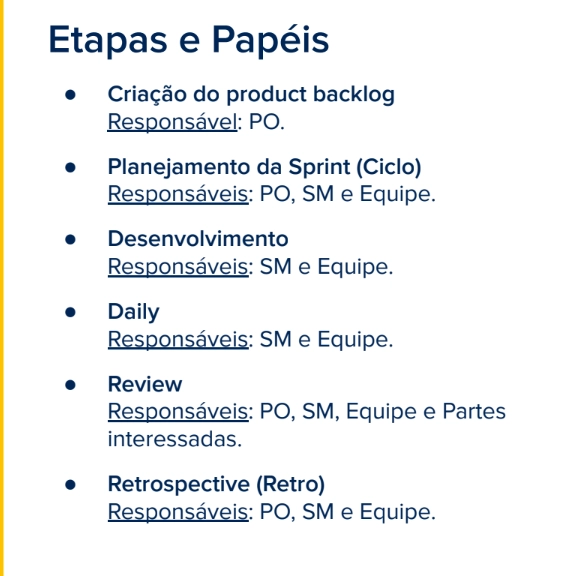 Etapas e Papéis
● Criação do product backlog
Responsável: PO.
● Planejamento da Sprint (Ciclo)
Responsáveis: PO, SM e Equipe.
● Desenvolvimento
Responsáveis: SM e Equipe.
● Daily
Responsáveis: SM e Equipe.
● Review
Responsáveis: PO, SM, Equipe e Partes
interessadas.
● Retrospective (Retro)
Responsáveis: PO, SM e Equipe.